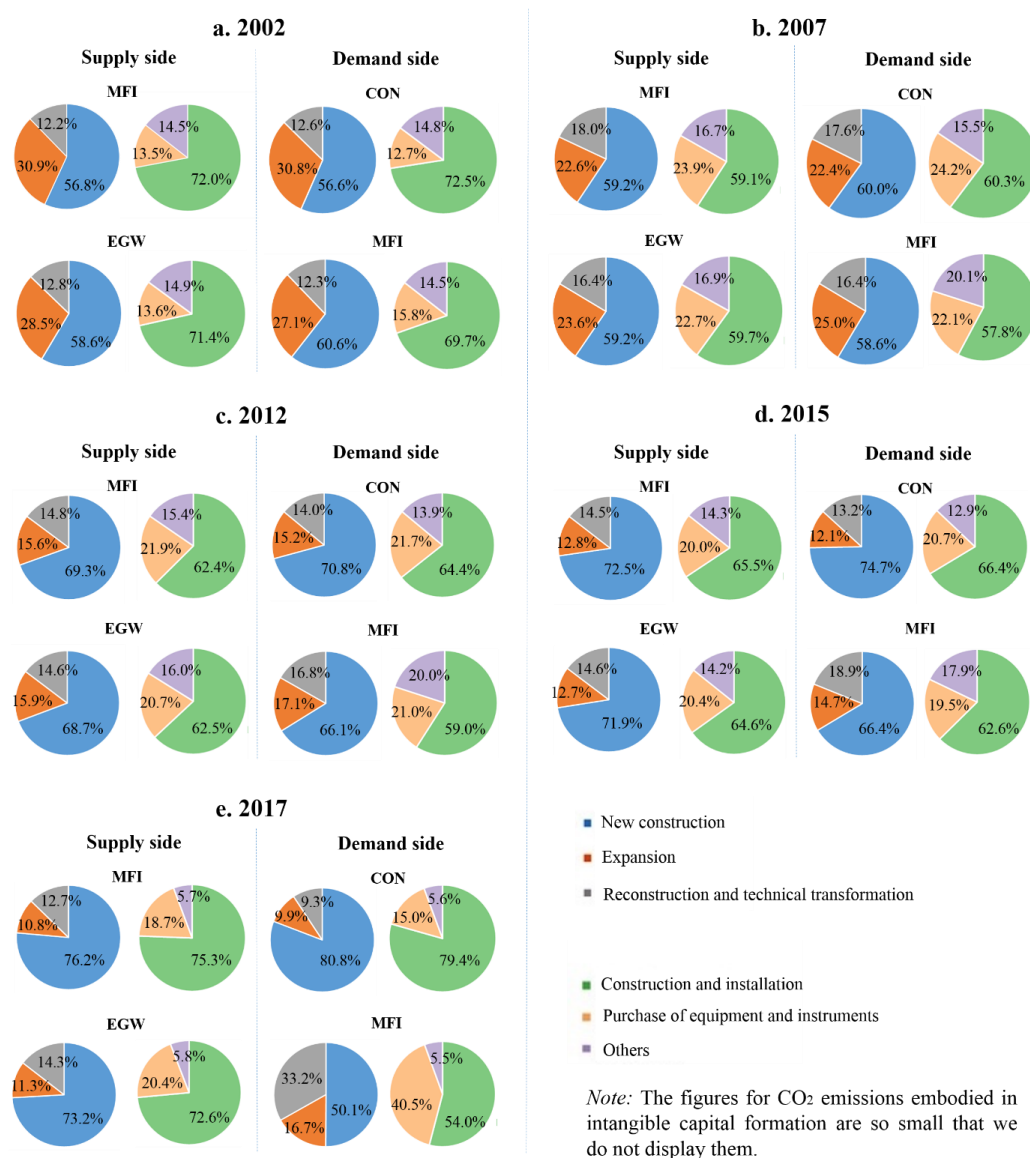 a. 2002
Supply side
MFI
12.2%
30.9%
56.8%
14.5%
13.5%
72.0%
EGW
12.8%
28.5%
58.6%
14.9%
13.6%
71.4%
Demand side
CON
12.6%
30.8%
56.6%
14.8%
12.7%
72.5%
MFI
12.3%
27.1%
60.6%
14.5%
15.8%
69.7%
b. 2007
Supply side
MFI
18.0%
22.6%
59.2%
16.7%
23.9%
59.1%
EGW
16.4%
23.6%
59.2%
16.9%
22.7%
59.7%
Demand side
CON
17.6%
22.4%
60.0%
15.5%
24.2%
60.3%
MFI
16.4%
25.0%
58.6%
20.1%
22.1%
57.8%
c. 2012
Supply side
MFI
14.8%
15.6%
69.3%
15.4%
21.9%
62.4%
EGW
14.6%
15.9%
68.7%
16.0%
20.7%
62.5%
Demand side
CON
14.0%
15.2%
70.8%
13.9%
21.7%
64.4%
MFI
16.8%
17.1%
66.1%
20.0%
21.0%
59.0%
d. 2015
Supply side
MFI
14.5%
12.8%
72.5%
14.3%
20.0%
65.5%
EGW
14.6%
12.7%
71.9%
14.2%
20.4%
64.6%
Demand side
CON
13.2%
12.1%
74.7%
12.9%
20.7%
66.4%
MFI
18.9%
14.7%
66.4%
17.9%
19.5%
62.6%
e. 2017
Supply side
MFI
12.7%
10.8%
76.2%
5.7%
18.7%
75.3%
EGW
14.3%
11.3%
73.2%
5.8%
20.4%
72.6%
Demand side
CON
9.3%
9.9%
80.8%
5.6%
15.0%
79.4%
MFI
33.2%
16.7%
50.1%
5.5%
40.5%
54.0%
New construction
Expansion
Reconstruction and technical transformation
Construction and installation
Purchase of equipment and instruments
Others
Note: The figures for CO₂ emissions embodied in
intangible capital formation are so small that we
do not display them.